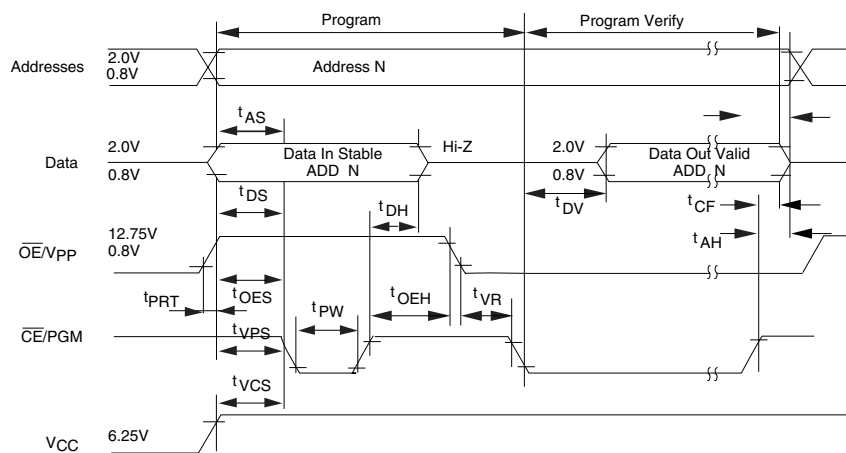 Program
Program Verify
Addresses
2.0V
0.8V
Address N
tAS
Data
2.0V
0.8V
Data In Stable
ADD N
Hi-Z
2.0V
0.8V
Data Out Valid
ADD N
tDS
tDH
tDV
tCF
tAH
OE/VPP
12.75V
0.8V
tPRT
tOES
tPW
tOEH
tVR
CE/PGM
tVPS
tVCS
VCC
6.25V